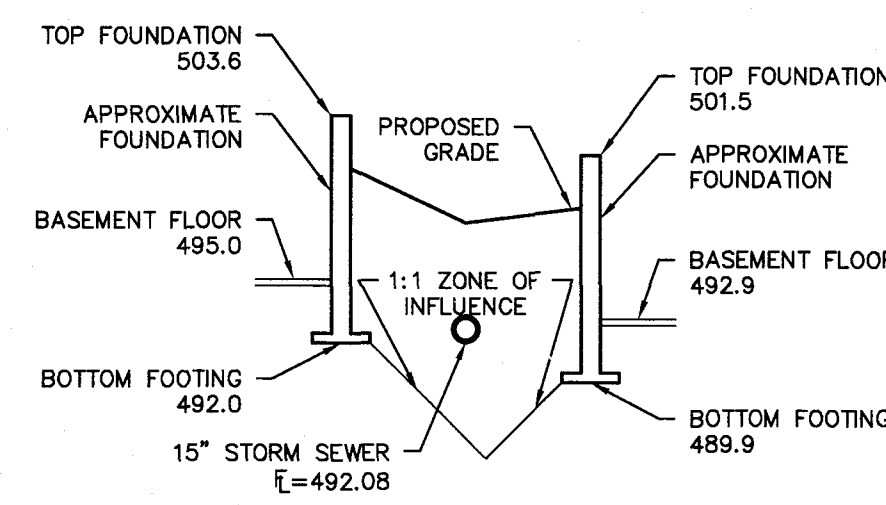 TOP FOUNDATION
503.6
APPROXIMATE
FOUNDATION
BASEMENT FLOOR
495.0
BOTTOM FOOTING
492.0
15" STORM SEWER
FL=492.08
PROPOSED
GRADE
1:1 ZONE OF
INFLUENCE
TOP FOUNDATION
501.5
APPROXIMATE
FOUNDATION
BASEMENT FLOOR
492.9
BOTTOM FOOTING
489.9